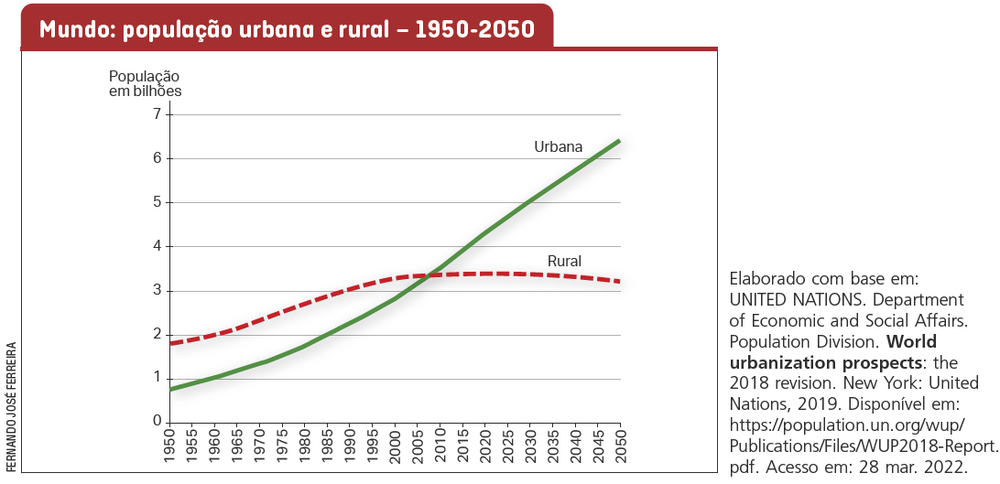 Mundo: população urbana e rural – 1950-2050
População
em bilhões
7
6
5
4
3
2
1
0
Urbana
Rural
1950
1955
1960
1965
1970
1975
1980
1985
1990
1995
2000
2005
2010
2015
2020
2025
2030
2035
2040
2045
2050
FERNANDO JOSÉ FERREIRA
Elaborado com base em:
UNITED NATIONS. Department
of Economic and Social Affairs.
Population Division. World
urbanization prospects: the
2018 revision. New York: United
Nations, 2019. Disponível em:
https://population.un.org/wup/
Publications/Files/WUP2018-Report.
pdf. Acesso em: 28 mar. 2022.